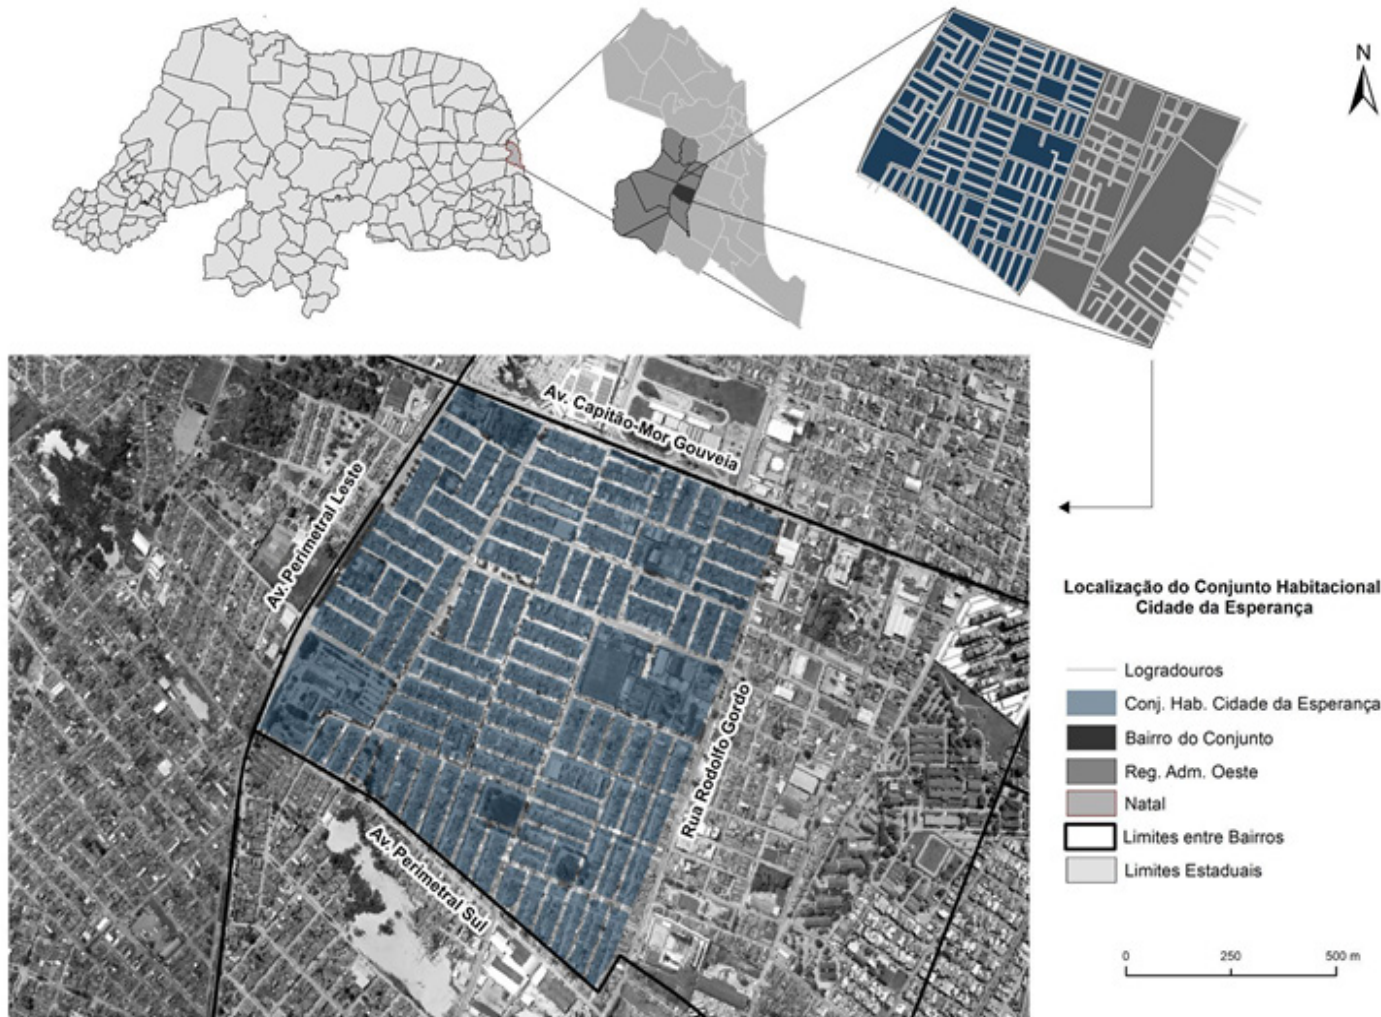 N
Av. Capitão-Mor Gouveia
Av. Perimetral Leste
Rua Rodolfo Gordo
Av. Perimetral Sul
Localização do Conjunto Habitacional
Cidade da Esperança
Logradouros
Conj. Hab. Cidade da Esperança
Bairro do Conjunto
Reg. Adm. Oeste
Natal
Limites entre Bairros
Limites Estaduais
0 250 500 m